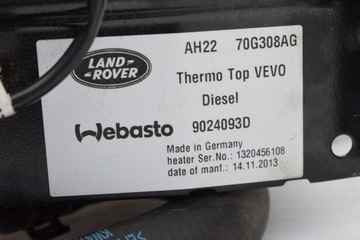 AH22 70G308AG
LAND-
ROVER
Thermo Top VEVO
Diesel
Webasto 9024093D
Made in Germany
heater Ser.No.: 1320456108
date of manf.: 14.11.2013